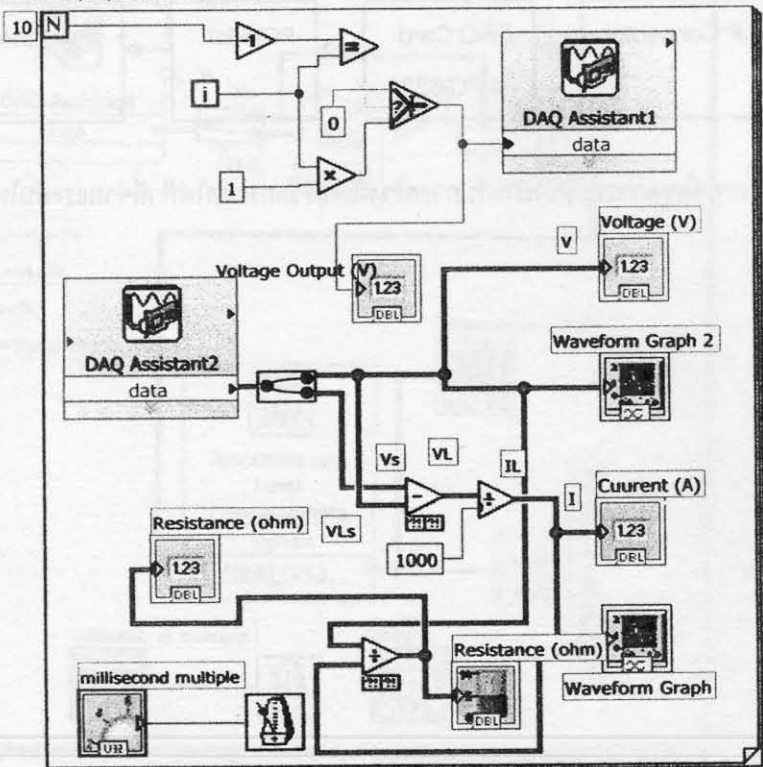 10 N
-1
=
i
DAQ Assistant1
data
0
?
x
1
Voltage (V)
V
1.23
DBL
Voltage Output (V)
1.23
DBL
DAQ Assistant2
data
Waveform Graph 2
Vs
VL
IL
-
÷
I
Cuurent (A)
1.23
DBL
VLs
1000
Resistance (ohm)
1.23
DBL
÷
Resistance (ohm)
DBL
Waveform Graph
millisecond multiple
U32